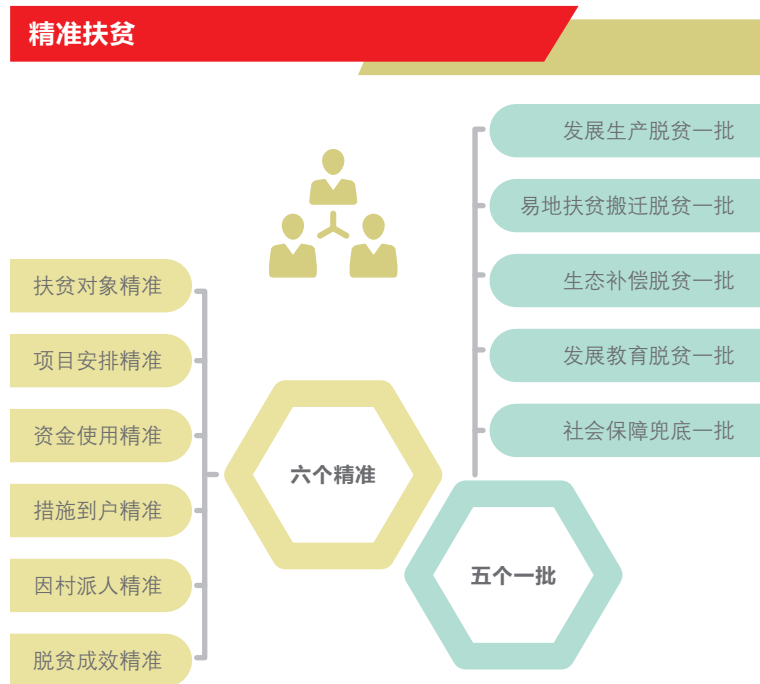 精准扶贫
发展生产脱贫一批
易地扶贫搬迁脱贫一批
生态补偿脱贫一批
发展教育脱贫一批
社会保障兜底一批
扶贫对象精准
项目安排精准
资金使用精准
措施到户精准
因村派人精准
脱贫成效精准
六个精准
五个一批